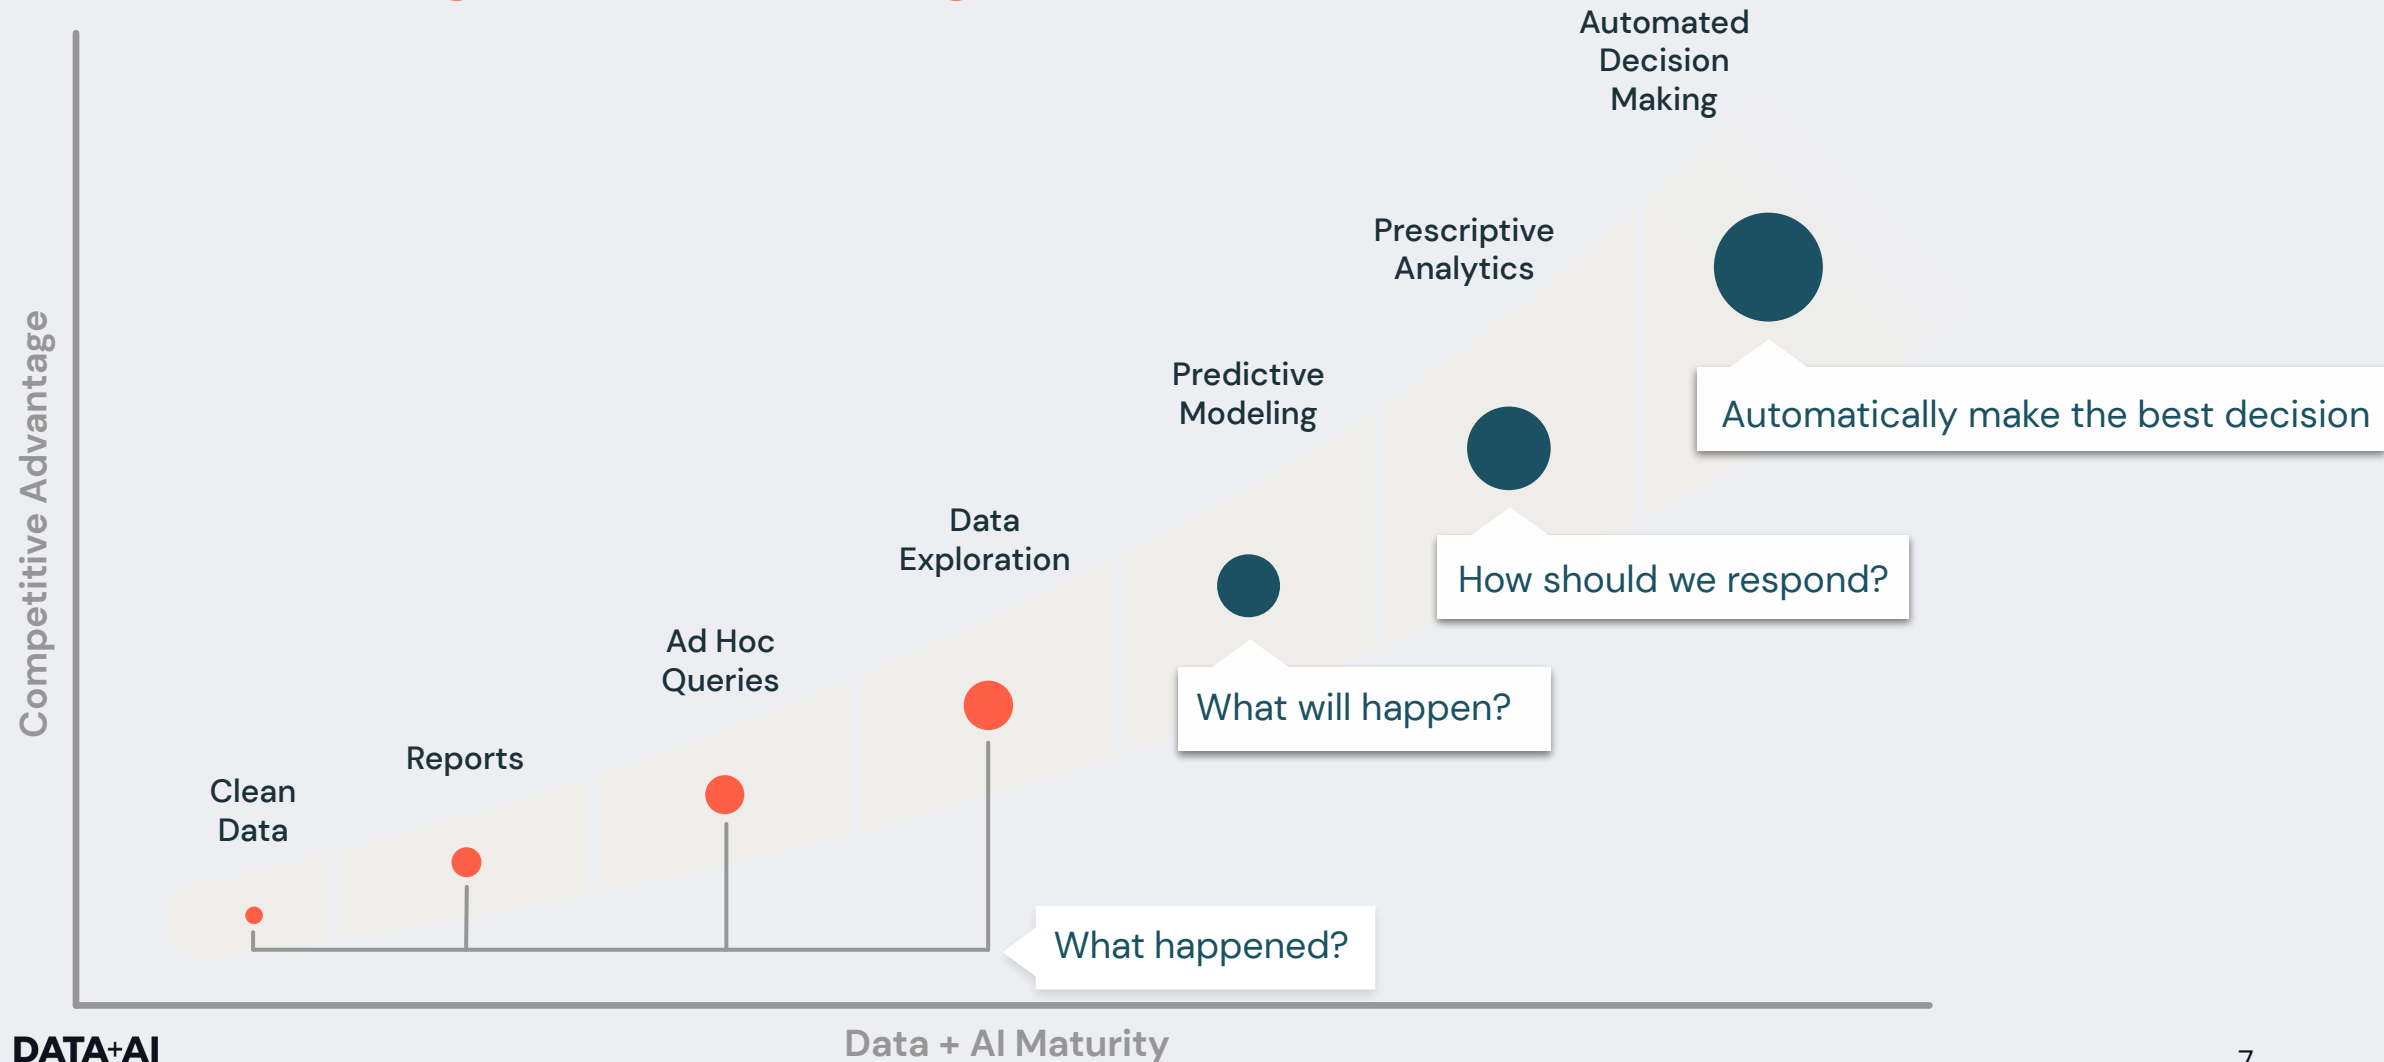 Automated
Decision
Making
Prescriptive
Analytics
Predictive
Modeling
Automatically make the best decision
Data
Exploration
How should we respond?
Ad Hoc
Queries
What will happen?
Reports
Clean
Data
What happened?
Competitive Advantage
Data + AI Maturity
DATA+AI
7